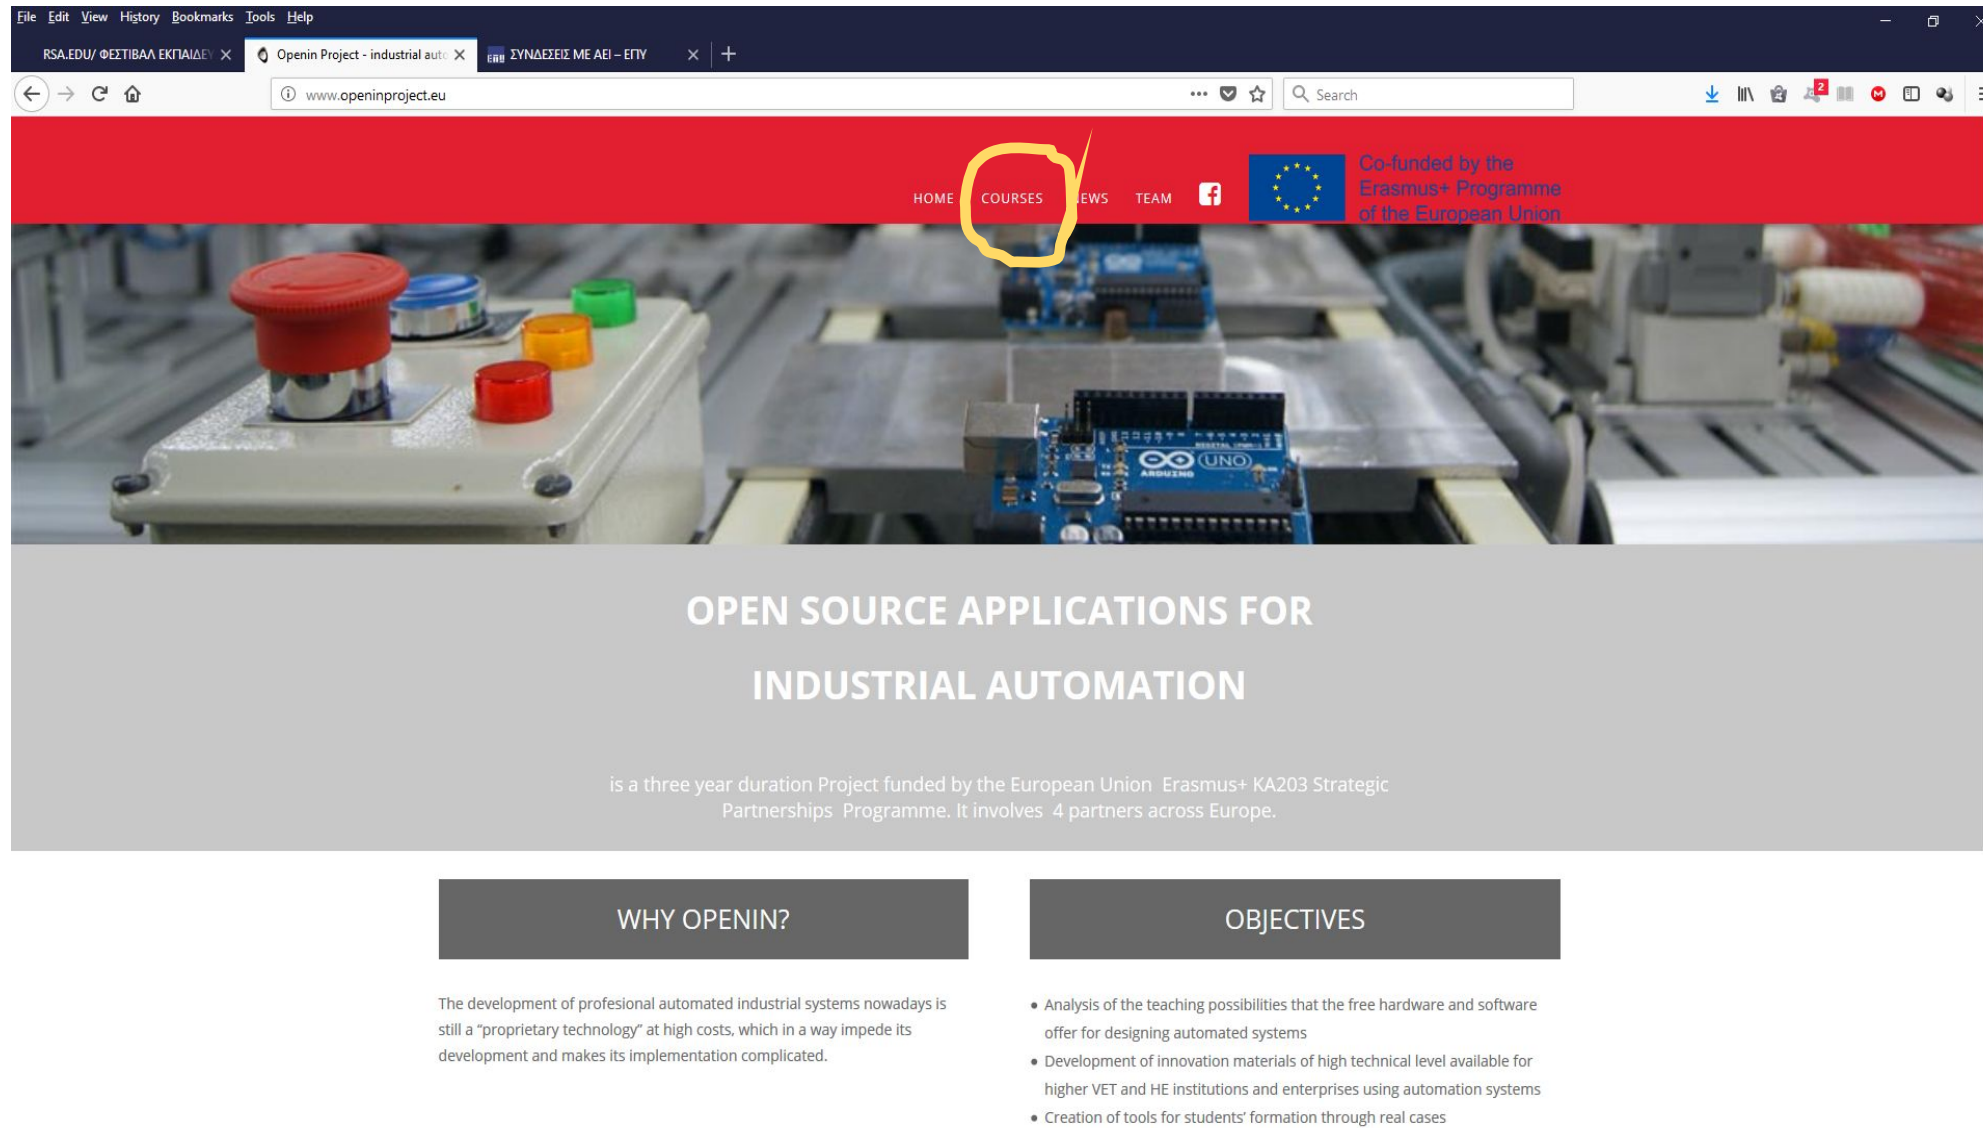 File Edit View History Bookmarks Tools Help
RSA.EDU/ ΦΕΣΤΙΒΑΛ ΕΚΠΑΙΔΕΥ
Openin Project - industrial auto
ΕΠΥ ΣΥΝΔΕΣΕΙΣ ΜΕ ΑΕΙ – ΕΠΥ
www.openinproject.eu
Search
2
HOME COURSES NEWS TEAM
Co-funded by the
Erasmus+ Programme
of the European Union
ARDUINO
UNO
OPEN SOURCE APPLICATIONS FOR
INDUSTRIAL AUTOMATION
is a three year duration Project funded by the European Union Erasmus+ KA203 Strategic
Partnerships Programme. It involves 4 partners across Europe.
WHY OPENIN?
The development of profesional automated industrial systems nowadays is
still a “proprietary technology” at high costs, which in a way impede its
development and makes its implementation complicated.
OBJECTIVES
● Analysis of the teaching possibilities that the free hardware and software
offer for designing automated systems
● Development of innovation materials of high technical level available for
higher VET and HE institutions and enterprises using automation systems
● Creation of tools for students’ formation through real cases